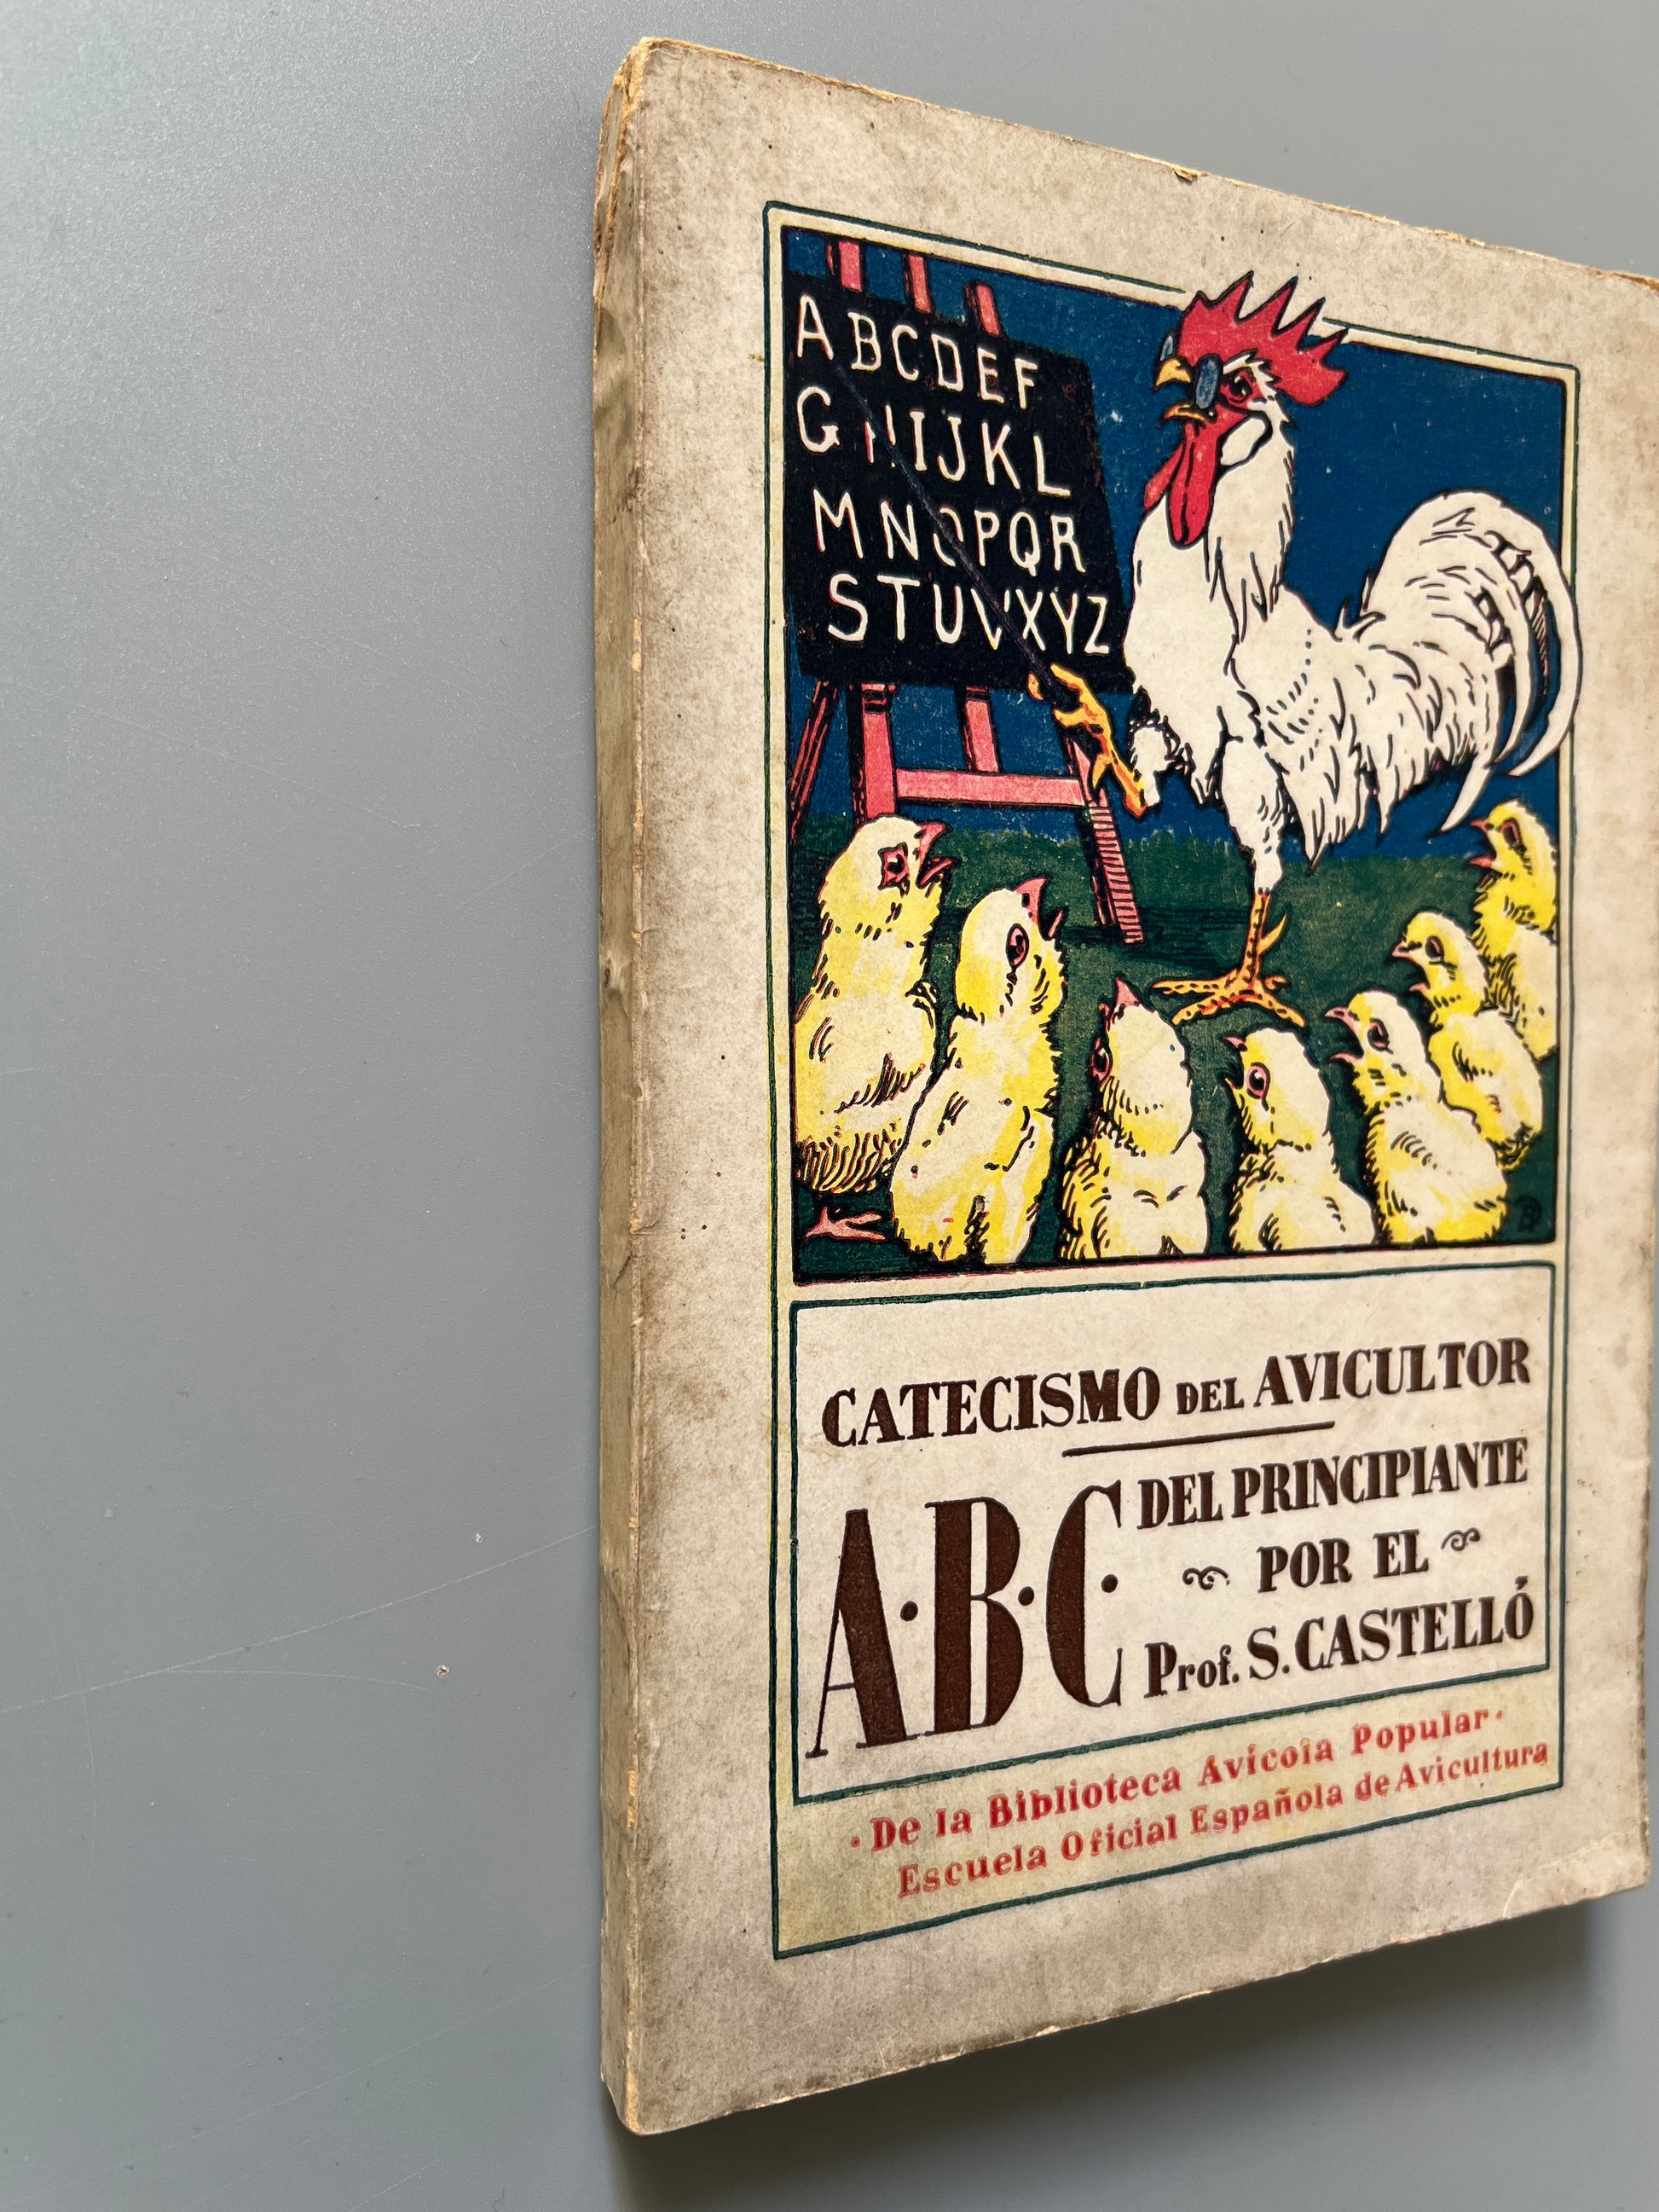 ABCDEF
GHIJKL
MNOPQR
STUVXYZ
CATECISMO DEL AVICULTOR
A·B·C·
DEL PRINCIPIANTE
POR EL
Prof. S. CASTELLÓ
· De la Biblioteca Avícola Popular ·
Escuela Oficial Española de Avicultura